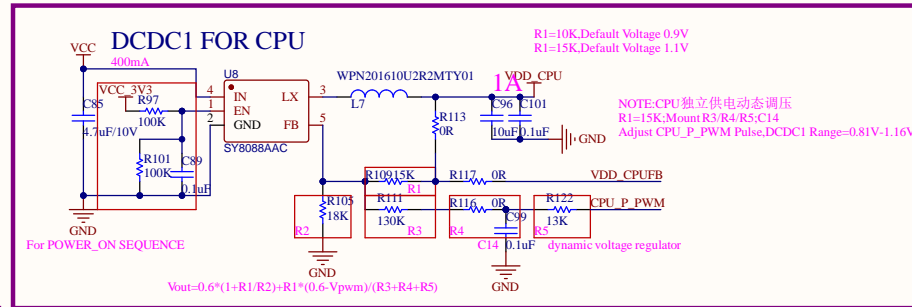 DCDC1 FOR CPU
R1=10K,Default Voltage 0.9V
R1=15K,Default Voltage 1.1V
VCC
400mA
U8
WPN201610U2R2MTY01
1A
VDD_CPU
VCC_3V3
4
IN
LX
3
L7
C96
C101
NOTE:CPU独立供电动态调压
R97
1
EN
R1=15K;Mount R3/R4/R5;C14
C85
100K
2
GND
FB
5
R113
0R
10uF
0.1uF
Adjust CPU_P_PWM Pulse,DCDC1 Range=0.81V-1.16V
4.7uF/10V
GND
SY8088AAC
R101
100K
C89
0.1uF
R109
15K
R117
0R
VDD_CPUFB
R1
R105
18K
R111
130K
R116
0R
C99
R122
13K
CPU_P_PWM
GND
R2
R3
R4
C14
0.1uF
R5
dynamic voltage regulator
For POWER_ON SEQUENCE
GND
GND
Vout=0.6*(1+R1/R2)+R1*(0.6-Vpwm)/(R3+R4+R5)